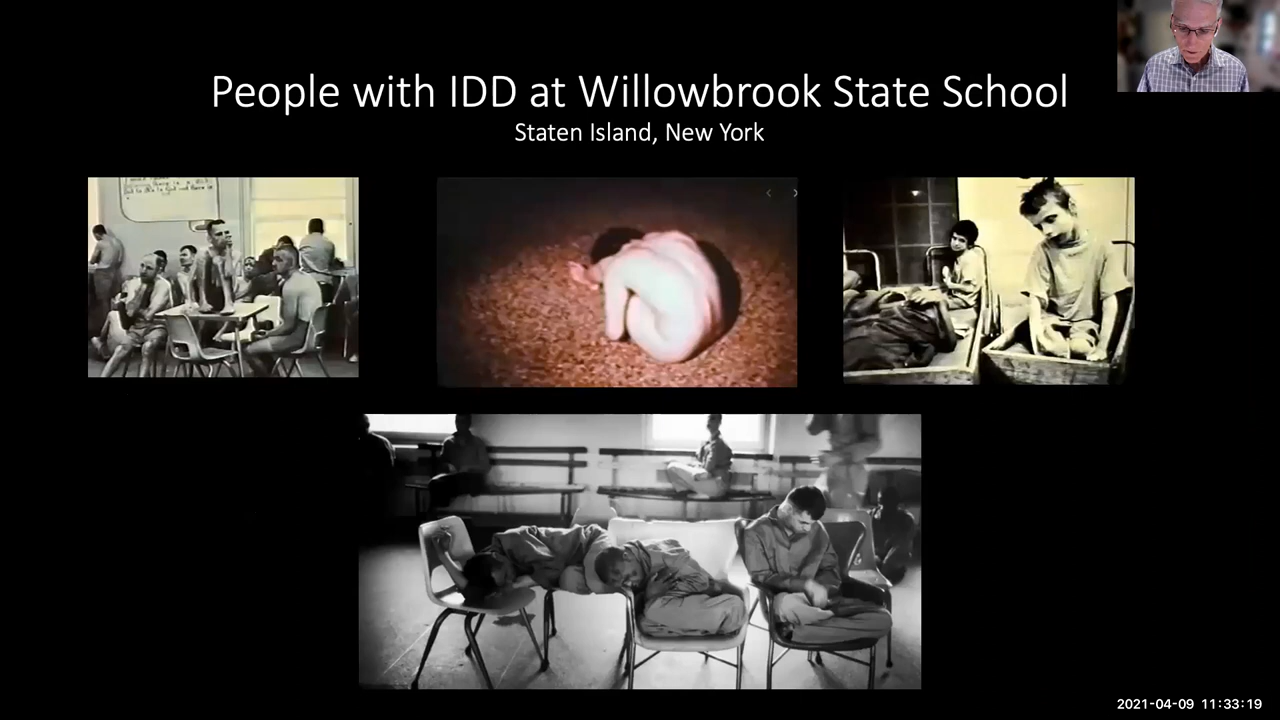 People with IDD at Willowbrook State School
Staten Island, New York
2021-04-09 11:33:19